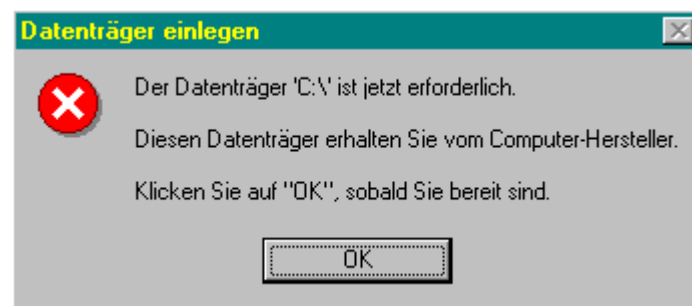 Datenträger einlegen
Der Datenträger 'C:\' ist jetzt erforderlich.
Diesen Datenträger erhalten Sie vom Computer-Hersteller.
Klicken Sie auf "OK", sobald Sie bereit sind.
OK